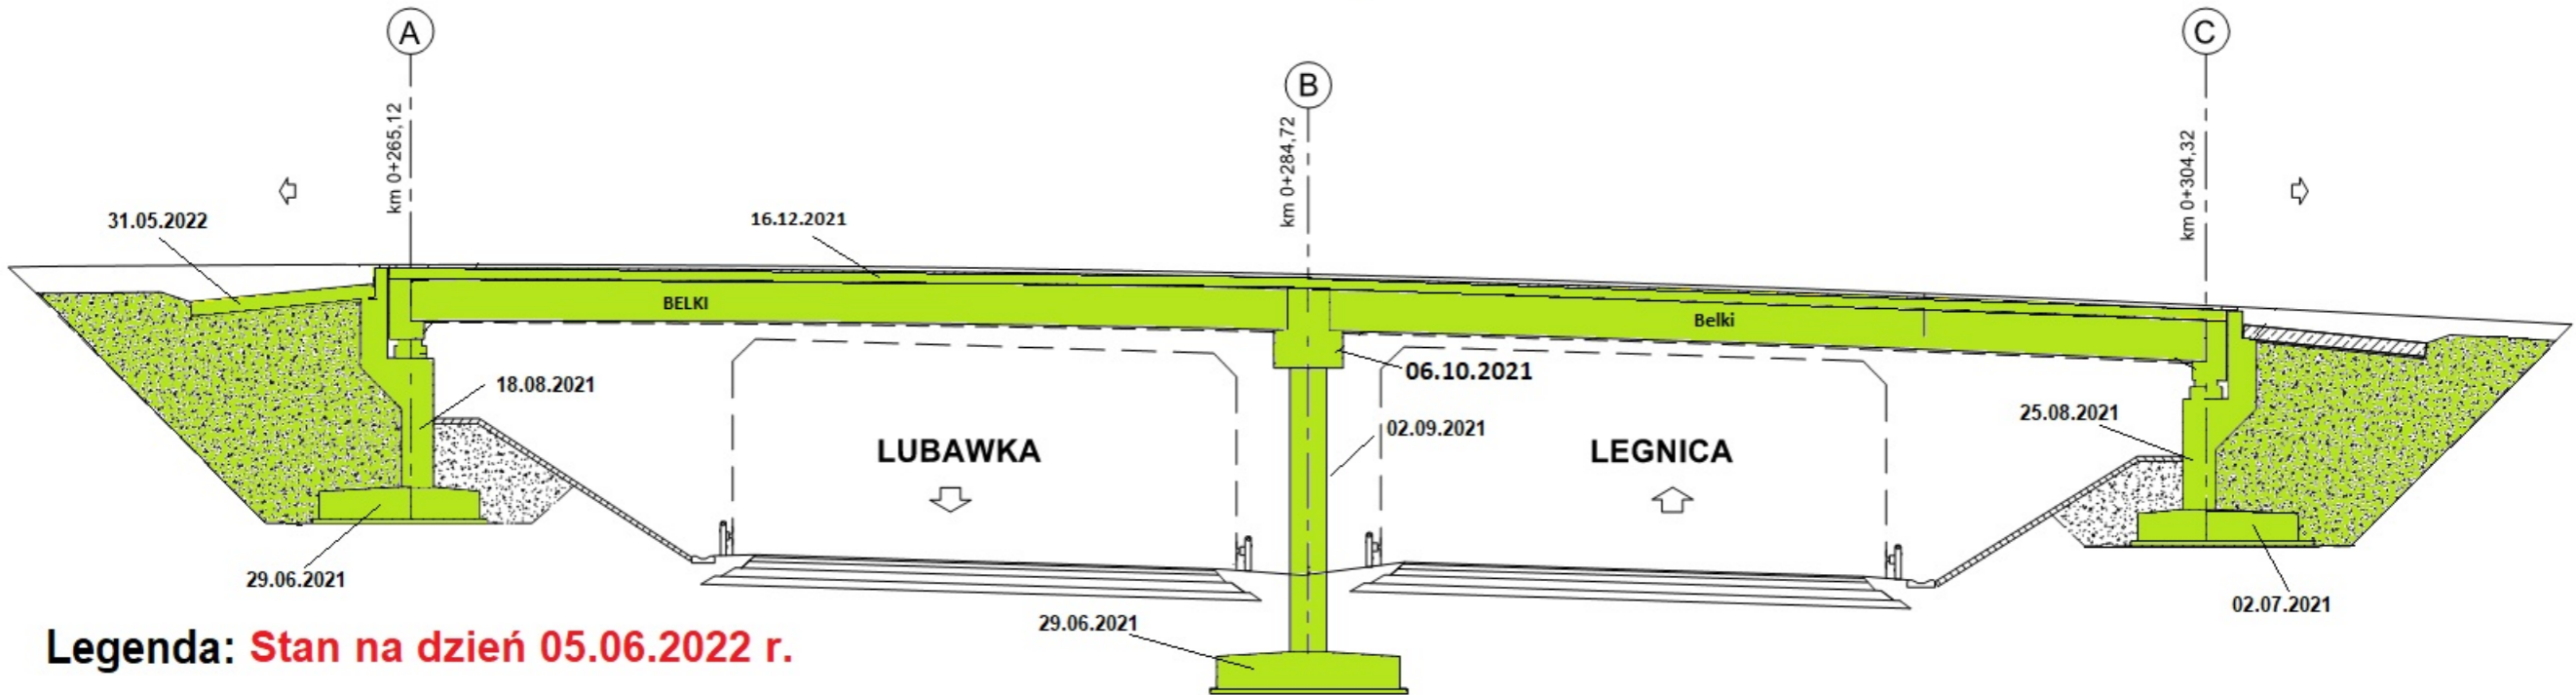 A
B
C
km 0+265,12
km 0+284,72
km 0+304,32
31.05.2022
16.12.2021
BELKI
Belki
18.08.2021
06.10.2021
02.09.2021
25.08.2021
LUBAWKA
LEGNICA
29.06.2021
29.06.2021
02.07.2021
Legenda: Stan na dzień 05.06.2022 r.